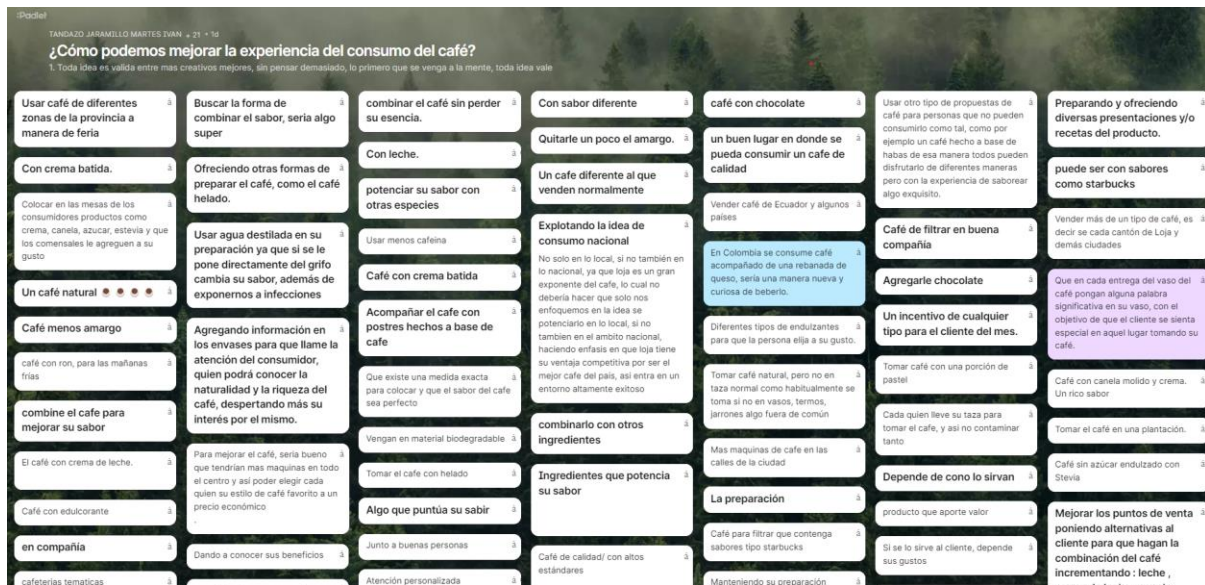 :Padlet
TANDAZO JARAMILLO MARTES IVAN + 21 • 1d
¿Cómo podemos mejorar la experiencia del consumo del café?
1. Toda idea es valida entre mas creativos mejores, sin pensar demasiado, lo primero que se venga a la mente, toda idea vale
Usar café de diferentes
zonas de la provincia a
manera de feria
Con crema batida.
Colocar en las mesas de los
consumidores productos como
crema, canela, azucar, estevia y que
los comensales le agreguen a su
gusto
Un café natural
Café menos amargo
café con ron, para las mañanas
frías
combine el cafe para
mejorar su sabor
El café con crema de leche.
Café con edulcorante
en compañía
cafeterias tematicas
Buscar la forma de
combinar el sabor, seria algo
super
Ofreciendo otras formas de
preparar el café, como el café
helado.
Usar agua destilada en su
preparación ya que si se le
pone directamente del grifo
cambia su sabor, además de
exponernos a infecciones
Agregando información en
los envases para que llame la
atención del consumidor,
quien podrá conocer la
naturalidad y la riqueza del
café, despertando más su
interés por el mismo.
Para mejorar el café, seria bueno
que tendrían mas maquinas en todo
el centro y así poder elegir cada
quien su estilo de café favorito a un
precio económico
.
Dando a conocer sus beneficios
combinar el café sin perder
su esencia.
Con leche.
potenciar su sabor con
otras especies
Usar menos cafeina
Café con crema batida
Acompañar el cafe con
postres hechos a base de
cafe
Que existe una medida exacta
para colocar y que el sabor del cafe
sea perfecto
Vengan en material biodegradable
Tomar el cafe con helado
Algo que puntúa su sabir
Junto a buenas personas
Atención personalizada
Con sabor diferente
Quitarle un poco el amargo.
Un cafe diferente al que
venden normalmente
Explotando la idea de
consumo nacional
No solo en lo local, si no también en
lo nacional, ya que loja es un gran
exponente del cafe, lo cual no
debería hacer que solo nos
enfoquemos en la idea se
potenciarlo en lo local, si no
tambien en el ambito nacional,
haciendo enfasis en que loja tiene
su ventaja competitiva por ser el
mejor cafe del pais, asi entra en un
entorno altamente exitoso
combinarlo con otros
ingredientes
Ingredientes que potencia
su sabor
Café de calidad/ con altos
estándares
café con chocolate
un buen lugar en donde se
pueda consumir un cafe de
calidad
Vender café de Ecuador y algunos
países
En Colombia se consume café
acompañado de una rebanada de
queso, sería una manera nueva y
curiosa de beberlo.
Diferentes tipos de endulzantes
para que la persona elija a su gusto.
Tomar café natural, pero no en
taza normal como habitualmente se
toma si no en vasos, termos,
jarrones algo fuera de común
Mas maquinas de cafe en las
calles de la ciudad
La preparación
Café para filtrar que contenga
sabores tipo starbucks
Manteniendo su preparación
Usar otro tipo de propuestas de
café para personas que no pueden
consumirlo como tal, como por
ejemplo un café hecho a base de
habas de esa manera todos pueden
disfrutarlo de diferentes maneras
pero con la experiencia de saborear
algo exquisito.
Café de filtrar en buena
compañía
Agregarle chocolate
Un incentivo de cualquier
tipo para el cliente del mes.
Tomar café con una porción de
pastel
Cada quien lleve su taza para
tomar el cafe, y asi no contaminar
tanto
Depende de cono lo sirvan
producto que aporte valor
Si se lo sirve al cliente, depende
sus gustos
Preparando y ofreciendo
diversas presentaciones y/o
recetas del producto.
puede ser con sabores
como starbucks
Vender más de un tipo de café, es
decir se cada cantón de Loja y
demás ciudades
Que en cada entrega del vaso del
café pongan alguna palabra
significativa en su vaso, con el
objetivo de que el cliente se sienta
especial en aquel lugar tomando su
café.
Café con canela molido y crema.
Un rico sabor
Tomar el café en una plantación.
Café sin azúcar endulzado con
Stevia
Mejorar los puntos de venta
poniendo alternativas al
cliente para que hagan la
combinación del café
incrementando : leche ,